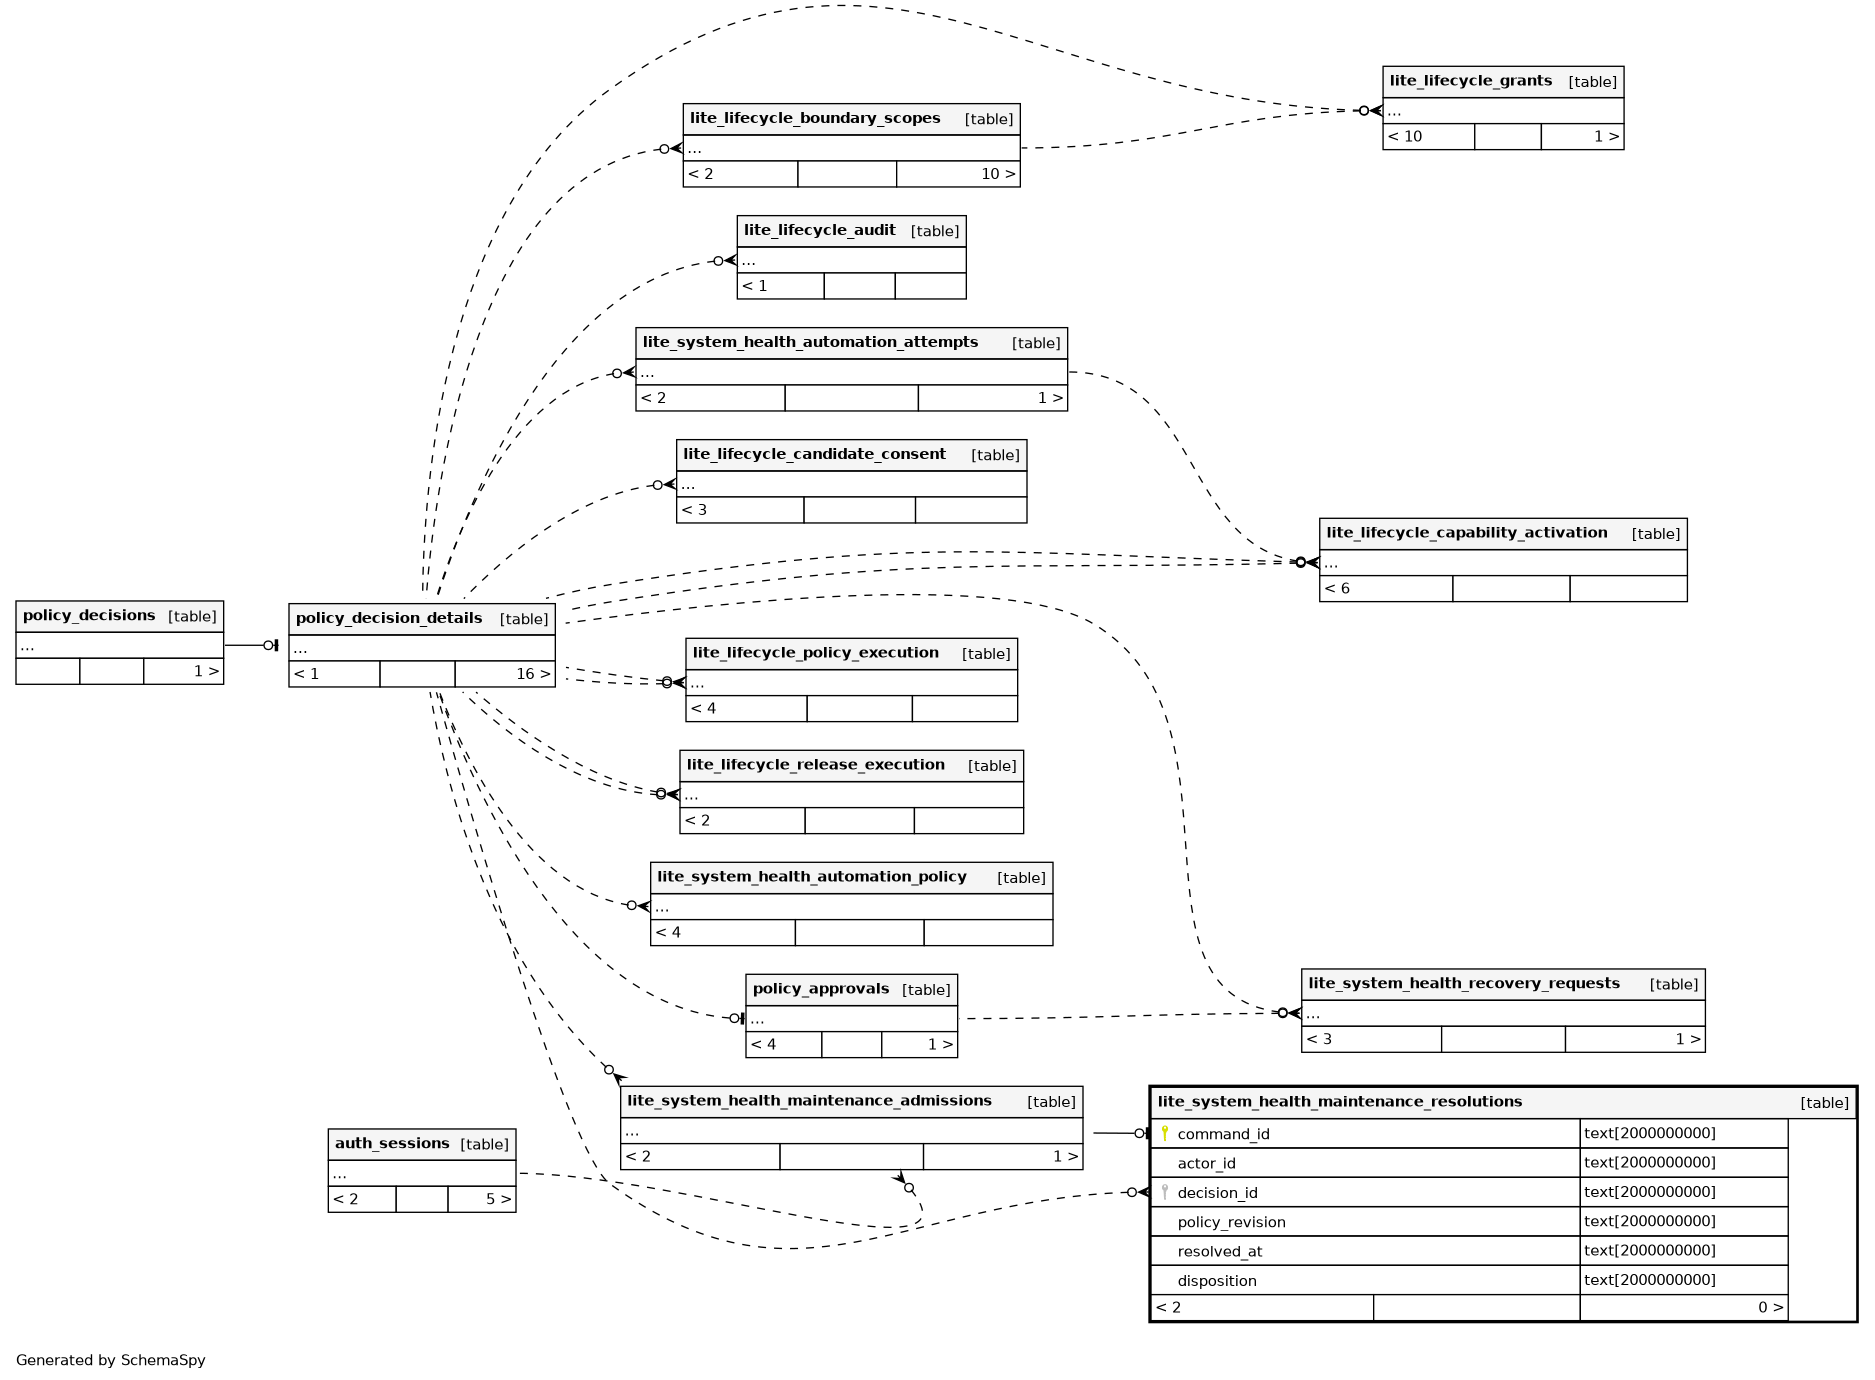 lite_lifecycle_grants [table]
...
< 10 1 >
lite_lifecycle_boundary_scopes [table]
...
< 2 10 >
lite_lifecycle_audit [table]
...
< 1
lite_system_health_automation_attempts [table]
...
< 2 1 >
lite_lifecycle_candidate_consent [table]
...
< 3
lite_lifecycle_capability_activation [table]
...
< 6
policy_decisions [table]
...
1 >
policy_decision_details [table]
...
< 1 16 >
lite_lifecycle_policy_execution [table]
...
< 4
lite_lifecycle_release_execution [table]
...
< 2
lite_system_health_automation_policy [table]
...
< 4
policy_approvals [table]
...
< 4 1 >
lite_system_health_recovery_requests [table]
...
< 3 1 >
lite_system_health_maintenance_admissions [table]
...
< 2 1 >
auth_sessions [table]
...
< 2 5 >
lite_system_health_maintenance_resolutions [table]
command_id text[2000000000]
actor_id text[2000000000]
decision_id text[2000000000]
policy_revision text[2000000000]
resolved_at text[2000000000]
disposition text[2000000000]
< 2 0 >
Generated by SchemaSpy